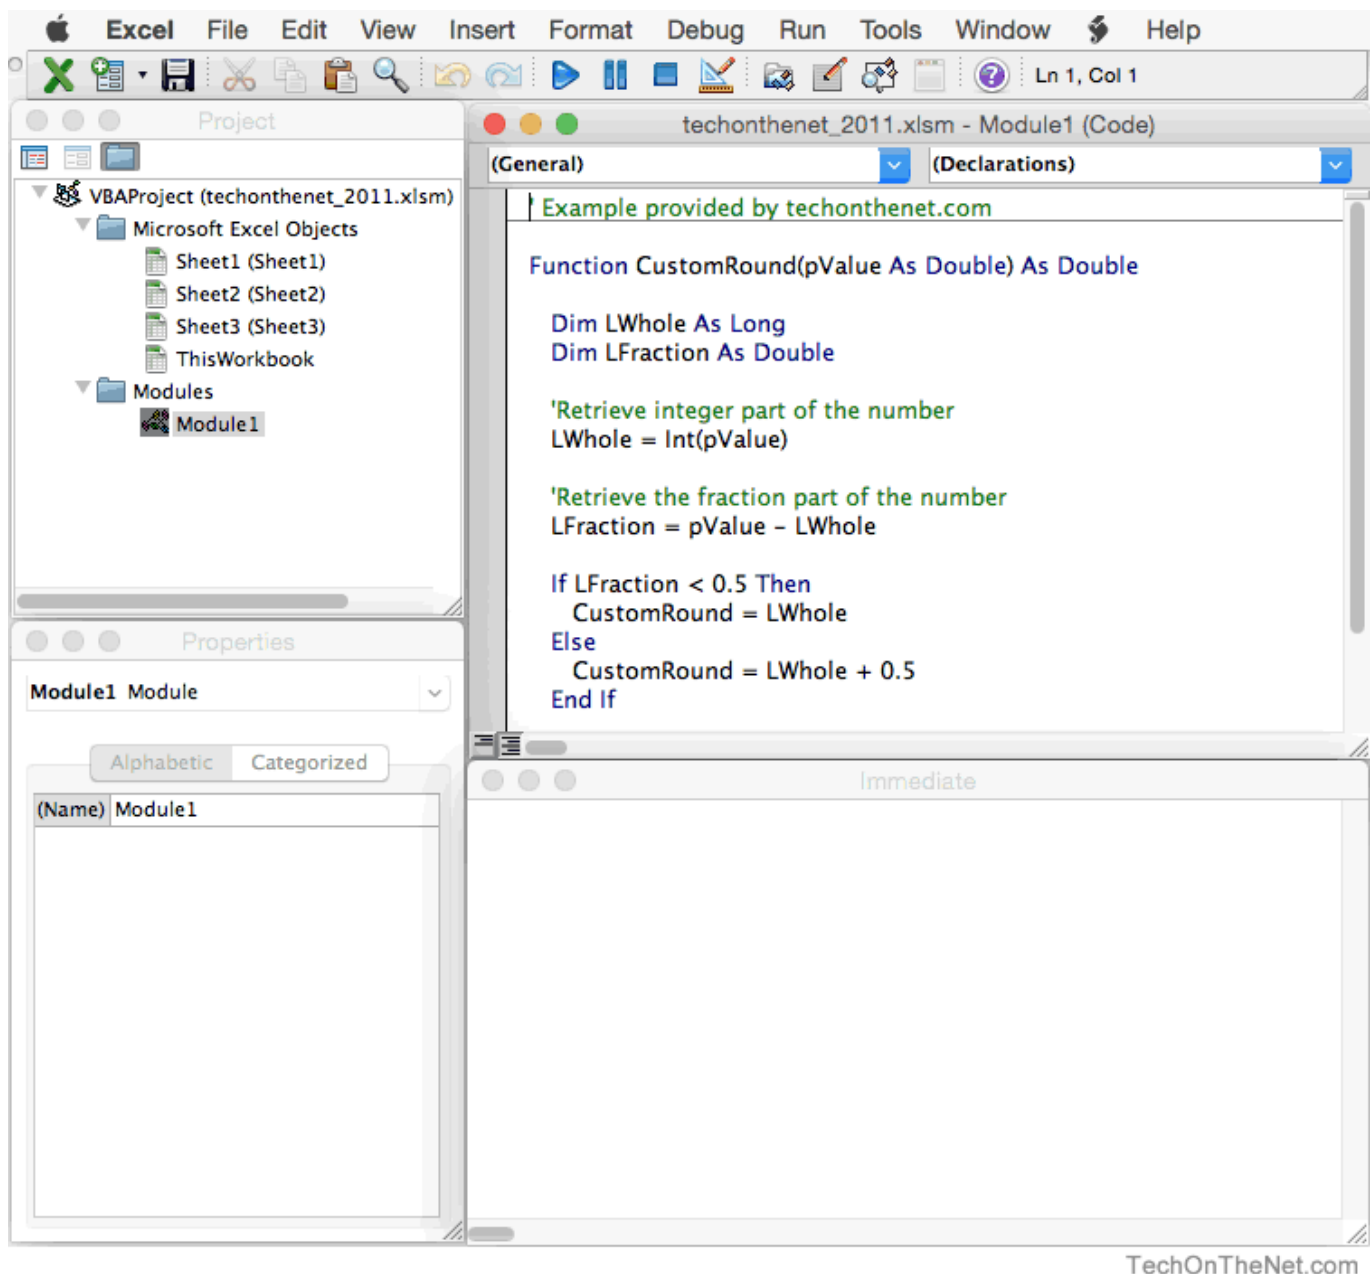 Excel File Edit View Insert Format Debug Run Tools Window Help
Ln 1, Col 1
Project
VBAProject (techonthenet_2011.xlsm)
Microsoft Excel Objects
Sheet1 (Sheet1)
Sheet2 (Sheet2)
Sheet3 (Sheet3)
ThisWorkbook
Modules
Module1
Properties
Module1 Module
Alphabetic Categorized
(Name) Module1
techonthenet_2011.xlsm - Module1 (Code)
(General) (Declarations)
' Example provided by techonthenet.com
Function CustomRound(pValue As Double) As Double
Dim LWhole As Long
Dim LFraction As Double
'Retrieve integer part of the number
LWhole = Int(pValue)
'Retrieve the fraction part of the number
LFraction = pValue - LWhole
If LFraction < 0.5 Then
CustomRound = LWhole
Else
CustomRound = LWhole + 0.5
End If
Immediate
TechOnTheNet.com